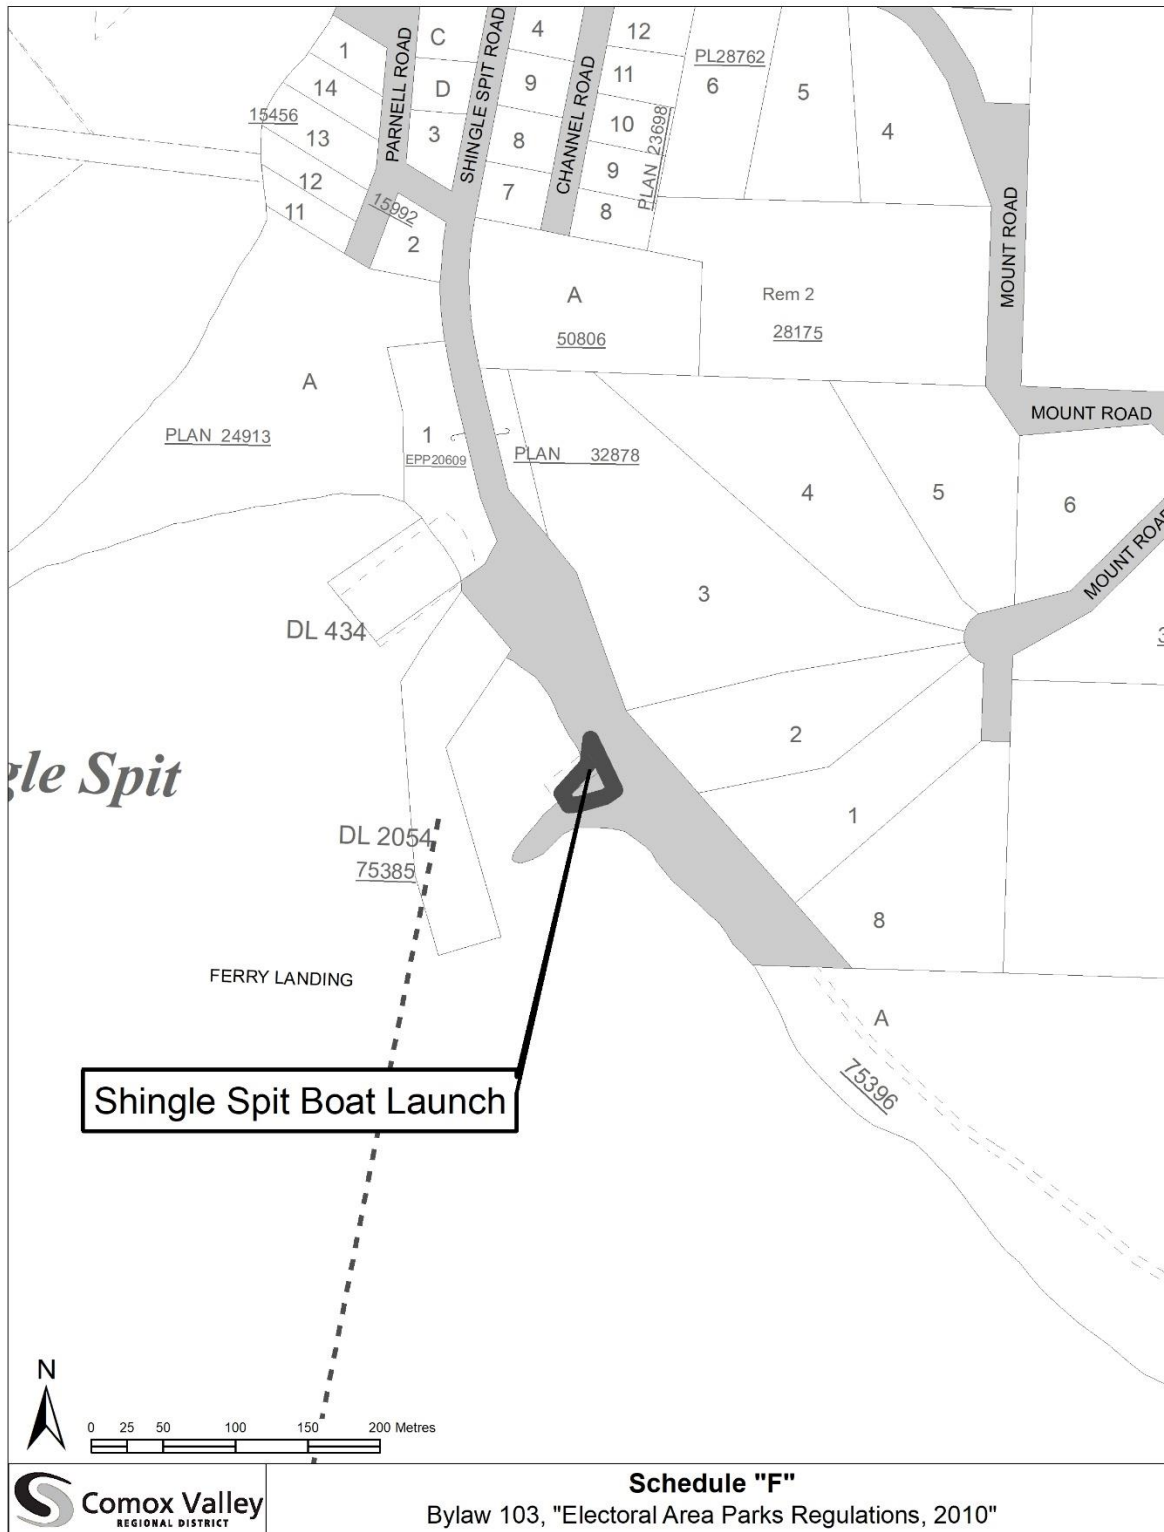 PARNELL ROAD
SHINGLE SPIT ROAD
CHANNEL ROAD
MOUNT ROAD
1
14
15456
13
12
11
C
D
3
15992
2
4
9
8
7
12
11
10
9
8
PLAN 23698
PL28762
6
5
4
A
50806
Rem 2
28175
MOUNT ROAD
A
PLAN 24913
1
EPP20609
PLAN 32878
4
5
6
MOUNT ROAD
3
3
DL 434
2
1
8
gle Spit
DL 2054
75385
FERRY LANDING
A
75396
Shingle Spit Boat Launch
N
0 25 50 100 150 200 Metres
Comox Valley
REGIONAL DISTRICT
Schedule "F"
Bylaw 103, "Electoral Area Parks Regulations, 2010"